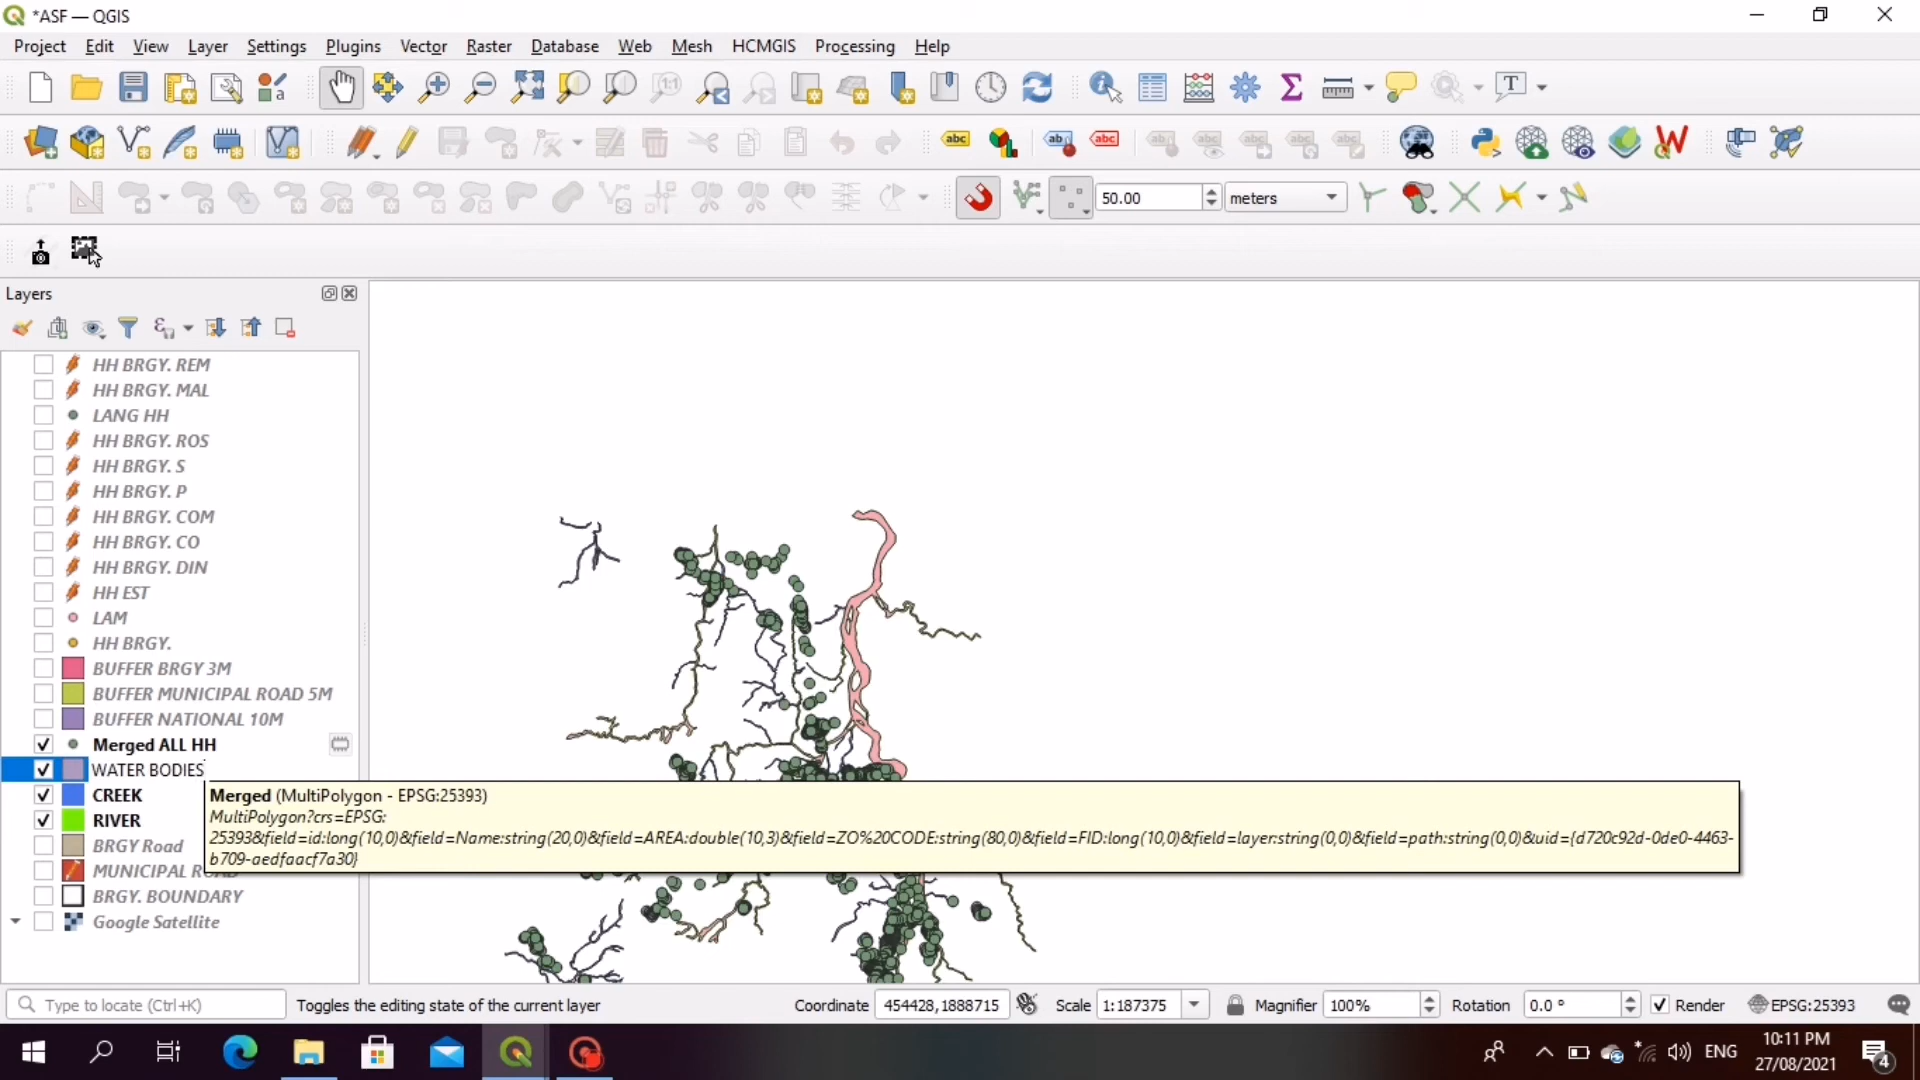 *ASF — QGIS
Project Edit View Layer Settings Plugins Vector Raster Database Web Mesh HCMGIS Processing Help
50.00 meters
Layers
HH BRGY. REM
HH BRGY. MAL
LANG HH
HH BRGY. ROS
HH BRGY. S
HH BRGY. P
HH BRGY. COM
HH BRGY. CO
HH BRGY. DIN
HH EST
LAM
HH BRGY.
BUFFER BRGY 3M
BUFFER MUNICIPAL ROAD 5M
BUFFER NATIONAL 10M
Merged ALL HH
WATER BODIES
CREEK
RIVER
BRGY Road
MUNICIPAL ROAD
BRGY. BOUNDARY
Google Satellite
Merged (MultiPolygon - EPSG:25393)
MultiPolygon?crs=EPSG:
25393&field=id:long(10,0)&field=Name:string(20,0)&field=AREA:double(10,3)&field=ZO%20CODE:string(80,0)&field=FID:long(10,0)&field=layer:string(0,0)&field=path:string(0,0)&uid={d720c92d-0de0-4463-
b709-aedfaacf7a30}
Type to locate (Ctrl+K) Toggles the editing state of the current layer Coordinate 454428,1888715 Scale 1:187375 Magnifier 100% Rotation 0.0 ° Render EPSG:25393
ENG 10:11 PM
27/08/2021 4